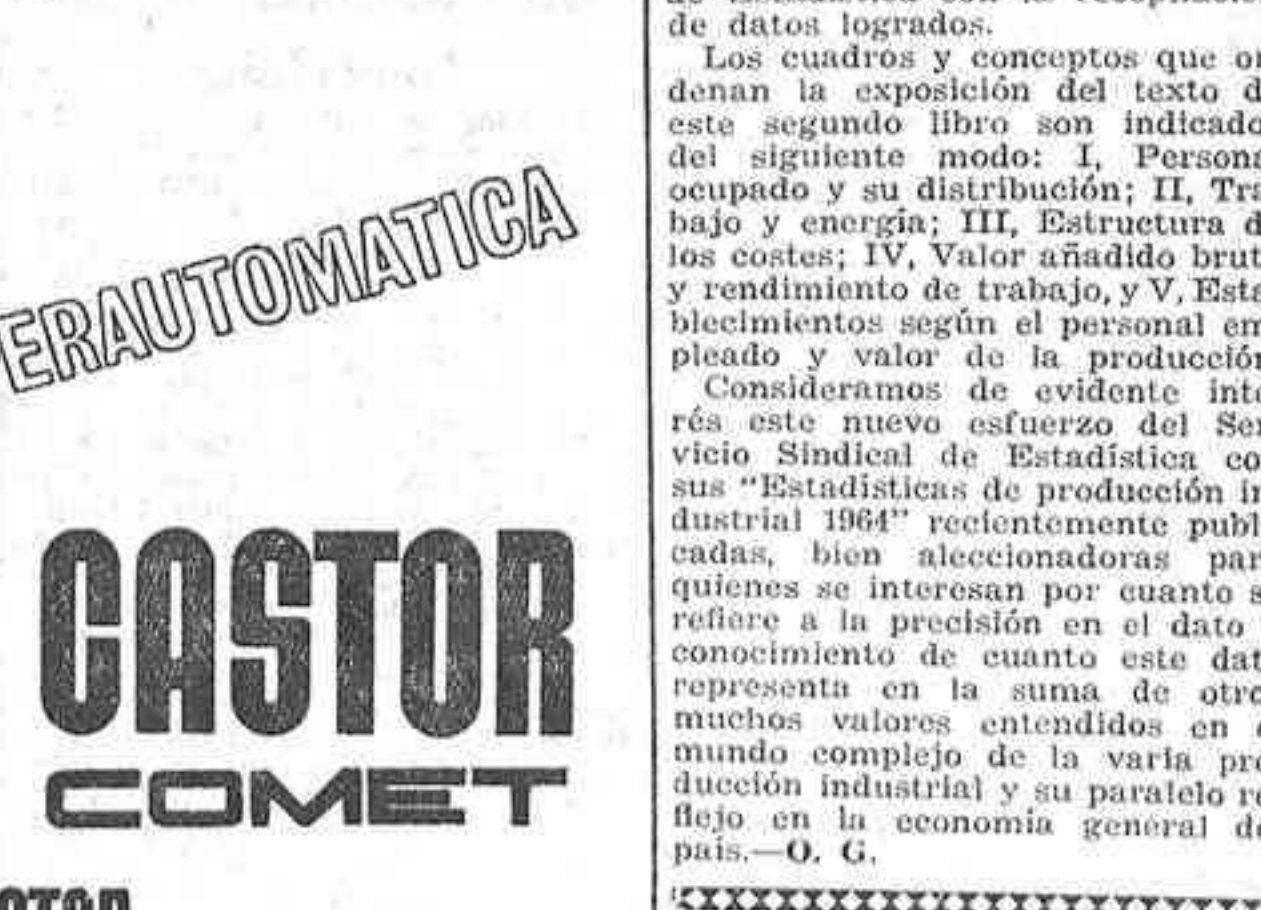 ERAUTOMATICA
CASTOR
COMET
de datos logrados.
Los cuadros y conceptos que or
denan la exposición del texto d
este segundo libro son indicado
del siguiente modo: I, Persona
ocupado y su distribución; II, Tra
bajo y energía; III, Estructura d
los costes; IV, Valor añadido brut
y rendimiento de trabajo, y V, Esta
blecimientos según el personal em
pleado y valor de la producción
Consideramos de evidente inte
rés este nuevo esfuerzo del Ser
vicio Sindical de Estadística co
sus "Estadísticas de producción in
dustrial 1964" recientemente publi
cadas, bien aleccionadoras par
quienes se interesan por cuanto s
refiere a la precisión en el dato
conocimiento de cuanto este dat
representa en la suma de otro
muchos valores entendidos en e
mundo complejo de la varia pro
ducción industrial y su paralelo re
flejo en la economía general de
país.—O. G.